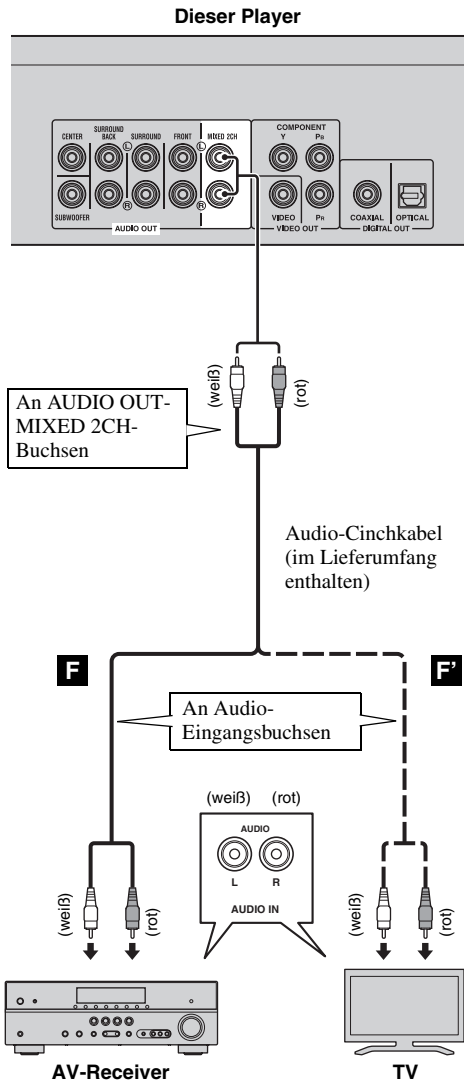 Dieser Player
CENTER
SURROUND
BACK
SURROUND
FRONT
MIXED 2CH
L
L
R
R
SUBWOOFER
AUDIO OUT
COMPONENT
Y
PB
VIDEO
PR
VIDEO OUT
COAXIAL
OPTICAL
DIGITAL OUT
(weiß)
(rot)
An AUDIO OUT-
MIXED 2CH-
Buchsen
Audio-Cinchkabel
(im Lieferumfang
enthalten)
F
F'
An Audio-
Eingangsbuchsen
(weiß) (rot)
AUDIO
L R
AUDIO IN
(weiß)
(rot)
(weiß)
(rot)
AV-Receiver
TV